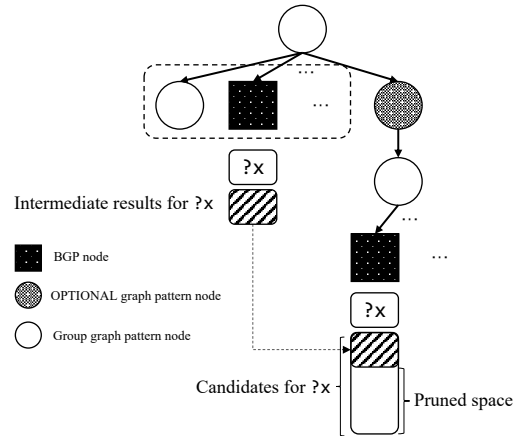 ...
...
?x
Intermediate results for ?x
...
BGP node
...
OPTIONAL graph pattern node
?x
Group graph pattern node
Candidates for ?x
Pruned space